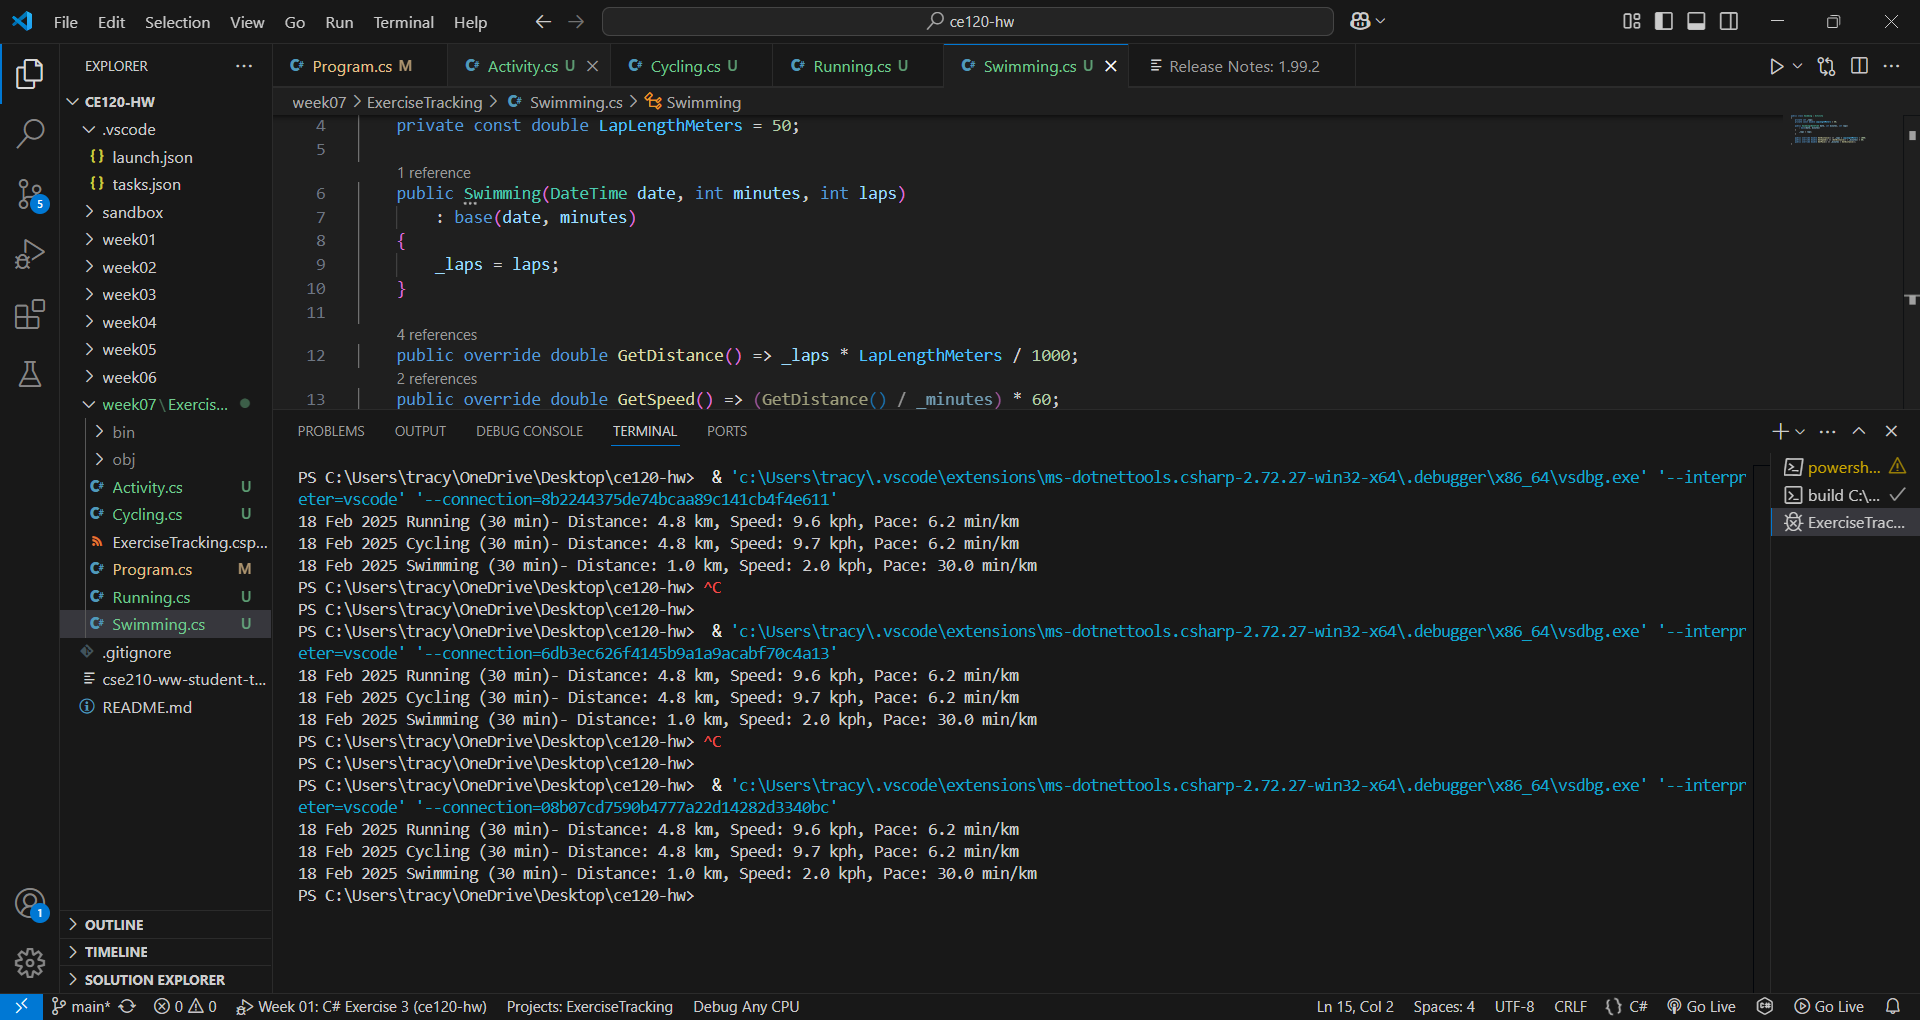 File Edit Selection View Go Run Terminal Help
ce120-hw
EXPLORER
CE120-HW
.vscode
{} launch.json
{} tasks.json
sandbox
week01
week02
week03
week04
week05
week06
week07\Exercis...
bin
obj
C# Activity.cs U
C# Cycling.cs U
ExerciseTracking.csp...
C# Program.cs M
C# Running.cs U
C# Swimming.cs U
.gitignore
cse210-ww-student-t...
README.md
OUTLINE
TIMELINE
SOLUTION EXPLORER
5
1
C# Program.cs M
C# Activity.cs U
C# Cycling.cs U
C# Running.cs U
C# Swimming.cs U
Release Notes: 1.99.2
week07 > ExerciseTracking > C# Swimming.cs > Swimming
4 private const double LapLengthMeters = 50;
5
1 reference
6 public Swimming(DateTime date, int minutes, int laps)
7 : base(date, minutes)
8 {
9 _laps = laps;
10 }
11
4 references
12 public override double GetDistance() => _laps * LapLengthMeters / 1000;
2 references
13 public override double GetSpeed() => (GetDistance() / _minutes) * 60;
PROBLEMS OUTPUT DEBUG CONSOLE TERMINAL PORTS
PS C:\Users\tracy\OneDrive\Desktop\ce120-hw>  & 'c:\Users\tracy\.vscode\extensions\ms-dotnettools.csharp-2.72.27-win32-x64\.debugger\x86_64\vsdbg.exe' '--interpr
eter=vscode' '--connection=8b2244375de74bcaa89c141cb4f4e611'
18 Feb 2025 Running (30 min)- Distance: 4.8 km, Speed: 9.6 kph, Pace: 6.2 min/km
18 Feb 2025 Cycling (30 min)- Distance: 4.8 km, Speed: 9.7 kph, Pace: 6.2 min/km
18 Feb 2025 Swimming (30 min)- Distance: 1.0 km, Speed: 2.0 kph, Pace: 30.0 min/km
PS C:\Users\tracy\OneDrive\Desktop\ce120-hw> ^C
PS C:\Users\tracy\OneDrive\Desktop\ce120-hw>
PS C:\Users\tracy\OneDrive\Desktop\ce120-hw>  & 'c:\Users\tracy\.vscode\extensions\ms-dotnettools.csharp-2.72.27-win32-x64\.debugger\x86_64\vsdbg.exe' '--interpr
eter=vscode' '--connection=6db3ec626f4145b9a1a9acabf70c4a13'
18 Feb 2025 Running (30 min)- Distance: 4.8 km, Speed: 9.6 kph, Pace: 6.2 min/km
18 Feb 2025 Cycling (30 min)- Distance: 4.8 km, Speed: 9.7 kph, Pace: 6.2 min/km
18 Feb 2025 Swimming (30 min)- Distance: 1.0 km, Speed: 2.0 kph, Pace: 30.0 min/km
PS C:\Users\tracy\OneDrive\Desktop\ce120-hw> ^C
PS C:\Users\tracy\OneDrive\Desktop\ce120-hw>
PS C:\Users\tracy\OneDrive\Desktop\ce120-hw>  & 'c:\Users\tracy\.vscode\extensions\ms-dotnettools.csharp-2.72.27-win32-x64\.debugger\x86_64\vsdbg.exe' '--interpr
eter=vscode' '--connection=08b07cd7590b4777a22d14282d3340bc'
18 Feb 2025 Running (30 min)- Distance: 4.8 km, Speed: 9.6 kph, Pace: 6.2 min/km
18 Feb 2025 Cycling (30 min)- Distance: 4.8 km, Speed: 9.7 kph, Pace: 6.2 min/km
18 Feb 2025 Swimming (30 min)- Distance: 1.0 km, Speed: 2.0 kph, Pace: 30.0 min/km
PS C:\Users\tracy\OneDrive\Desktop\ce120-hw>
powersh...
build C:\...
ExerciseTrac...
main* 0 0 Week 01: C# Exercise 3 (ce120-hw) Projects: ExerciseTracking Debug Any CPU
Ln 15, Col 2 Spaces: 4 UTF-8 CRLF {} C# Go Live Go Live